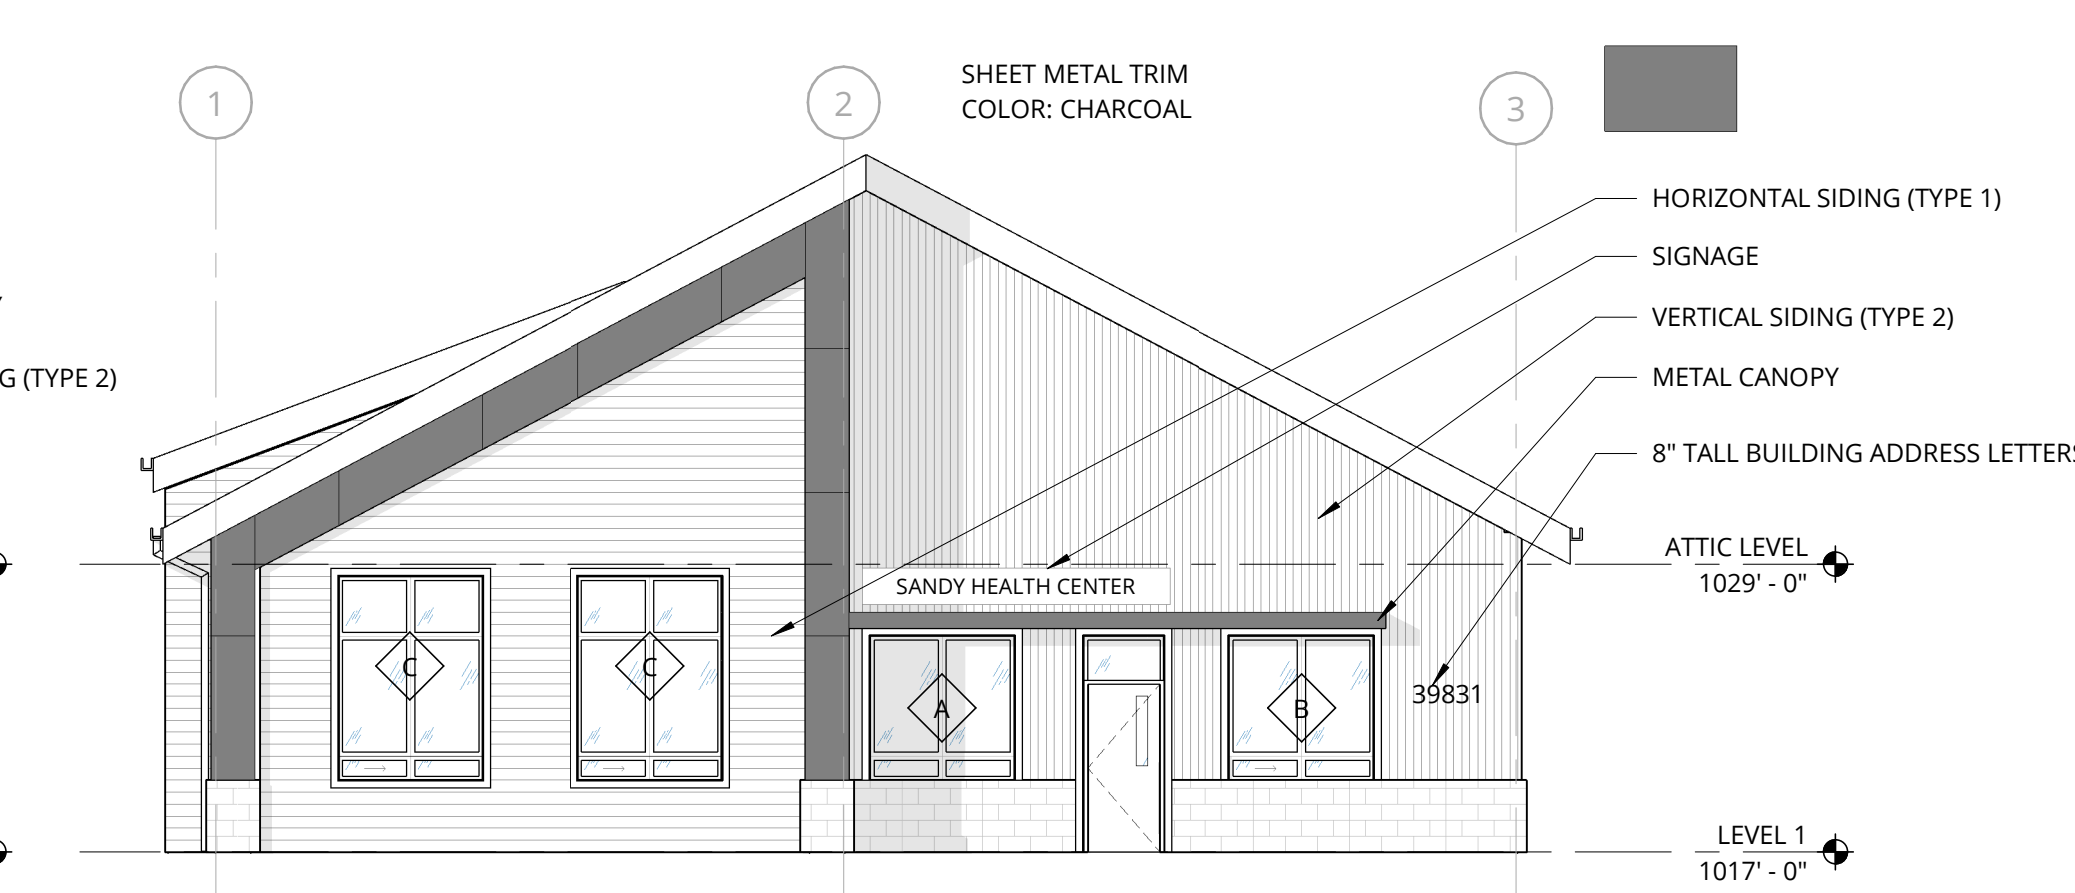 1
2
3
SHEET METAL TRIM
COLOR: CHARCOAL
HORIZONTAL SIDING (TYPE 1)
SIGNAGE
VERTICAL SIDING (TYPE 2)
METAL CANOPY
8" TALL BUILDING ADDRESS LETTERS
G (TYPE 2)
ATTIC LEVEL
1029' - 0"
SANDY HEALTH CENTER
C
C
A
B
39831
LEVEL 1
1017' - 0"